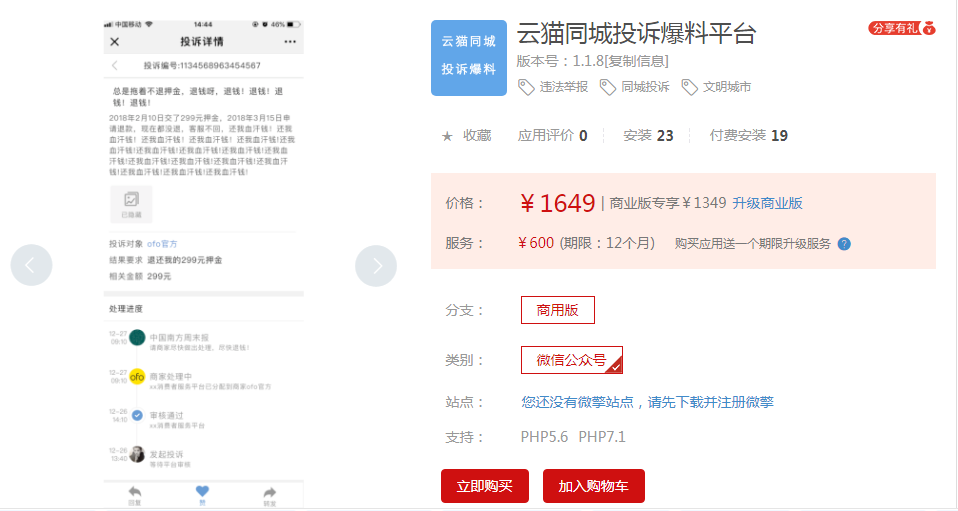 中国移动
14:44
46%
投诉详情
投诉编号:1134568963454567
总是拖着不退押金，退钱呀，退钱！退钱！退
钱！退钱！
2018年2月10日交了299元押金，2018年3月15日申
请退款，现在都没退，客服不回，还我血汗钱！还我
血汗钱！还我血汗钱！还我血汗钱！还我血汗钱!还我
血汗钱!还我血汗钱!还我血汗钱!还我血汗钱!还我血
汗钱!还我血汗钱!还我血汗钱!还我血汗钱!还我血汗
钱!还我血汗钱!还我血汗钱!还我血汗钱!
已隐藏
投诉对象 ofo官方
结果要求 退还我的299元押金
相关金额 299元
处理进度
12-27
09:10
中国南方周末报
请商家尽快做出处理，尽快退钱！
12-27
09:10
ofo
商家处理中
xx消费者服务平台已分配到商家ofo官方
12-26
14:10
审核通过
xx消费者服务平台
12-26
13:40
发起投诉
等待平台审核
回复
赞
转发
云猫同城
投诉爆料
云猫同城投诉爆料平台
分享有礼
版本号：1.1.8[复制信息]
违法举报 同城投诉 文明城市
★ 收藏 应用评价 0 安装 23 付费安装 19
价格： ￥1649 | 商业版专享￥1349 升级商业版
服务： ￥600 (期限：12个月) 购买应用送一个期限升级服务 ?
分支： 商用版
类别： 微信公众号
站点： 您还没有微擎站点，请先下载并注册微擎
支持： PHP5.6 PHP7.1
立即购买 加入购物车